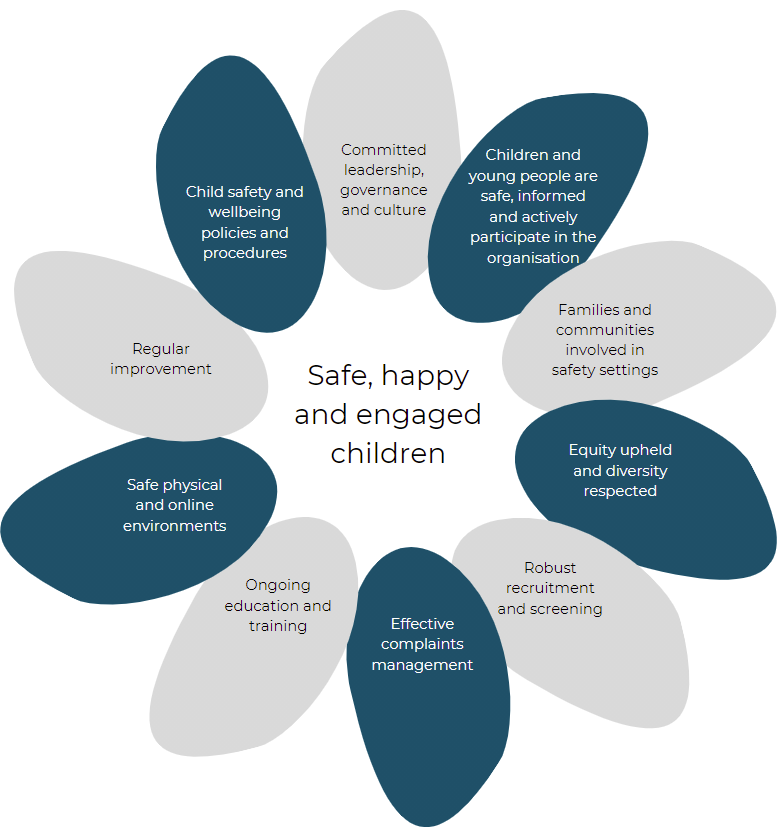 Committed
leadership,
governance
and culture
Children and
young people are
safe, informed
and actively
participate in the
organisation
Families and
communities
involved in
safety settings
Equity upheld
and diversity
respected
Robust
recruitment
and screening
Effective
complaints
management
Ongoing
education and
training
Safe physical
and online
environments
Regular
improvement
Child safety and
wellbeing
policies and
procedures
Safe, happy
and engaged
children